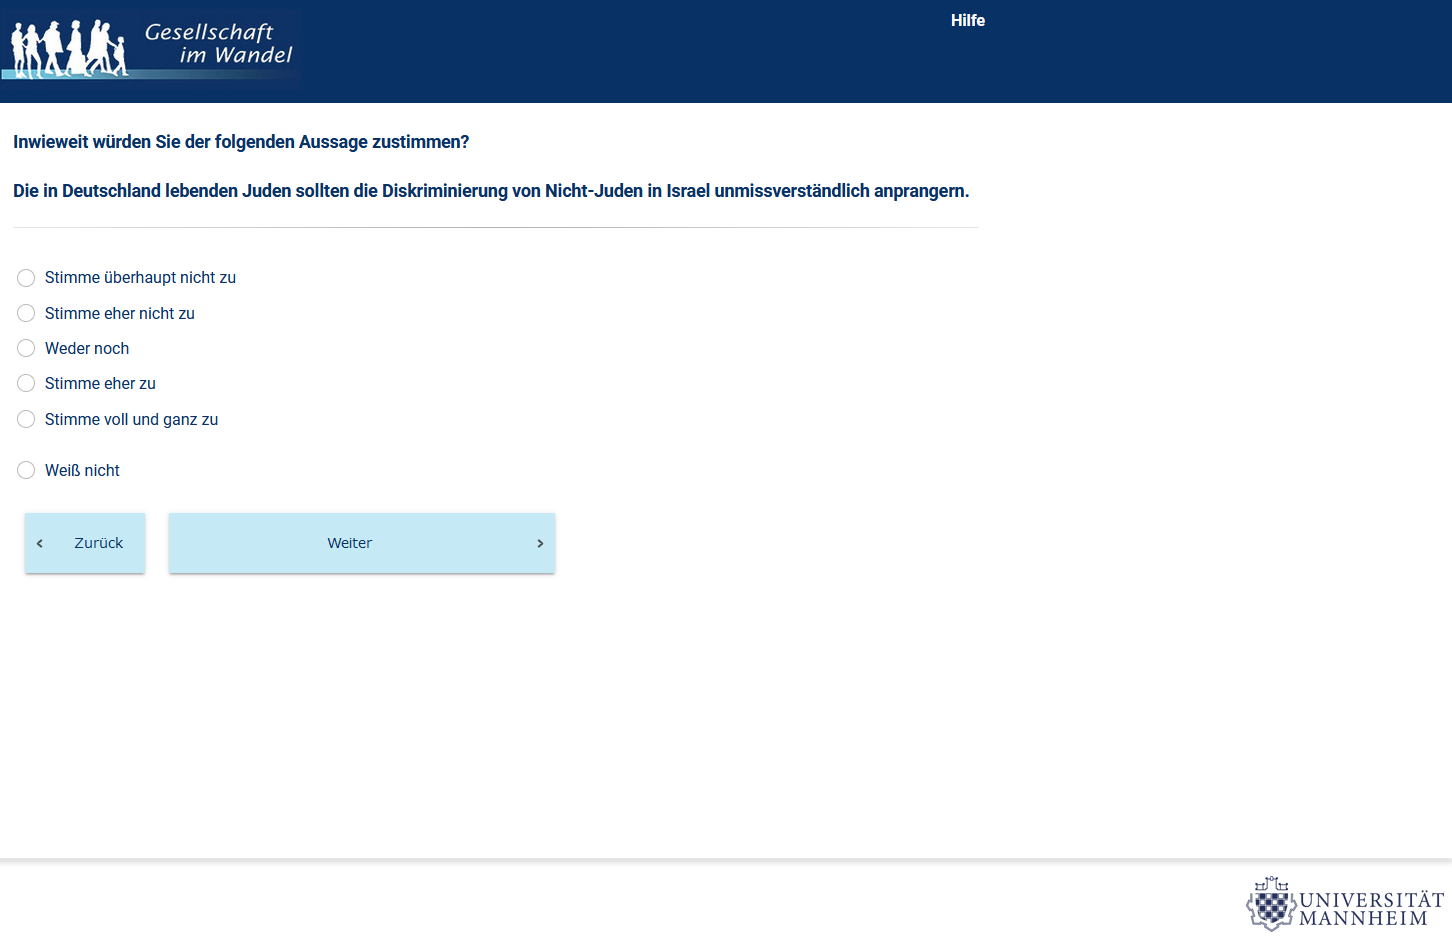 Gesellschaft
im Wandel
Hilfe
Inwieweit würden Sie der folgenden Aussage zustimmen?
Die in Deutschland lebenden Juden sollten die Diskriminierung von Nicht-Juden in Israel unmissverständlich anprangern.
Stimme überhaupt nicht zu
Stimme eher nicht zu
Weder noch
Stimme eher zu
Stimme voll und ganz zu
Weiß nicht
Zurück
Weiter
UNIVERSITÄT
MANNHEIM